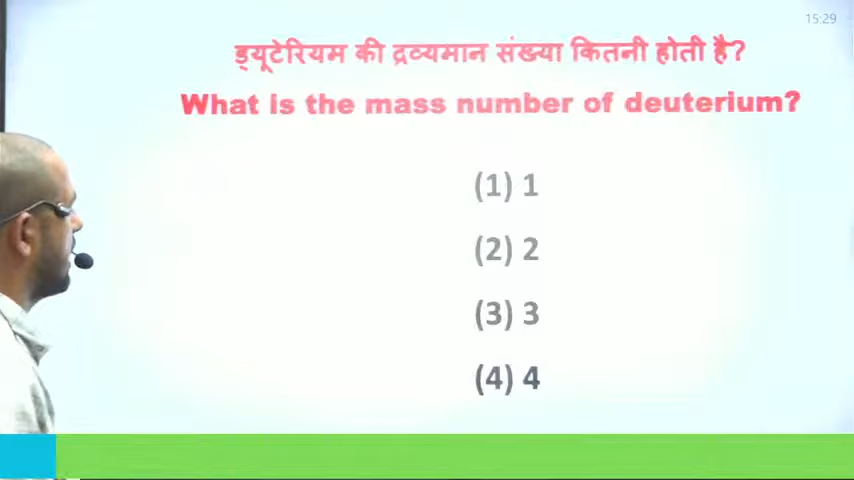 15:29
ड्यूटेरियम की द्रव्यमान संख्या कितनी होती है?
What is the mass number of deuterium?
(1) 1
(2) 2
(3) 3
(4) 4